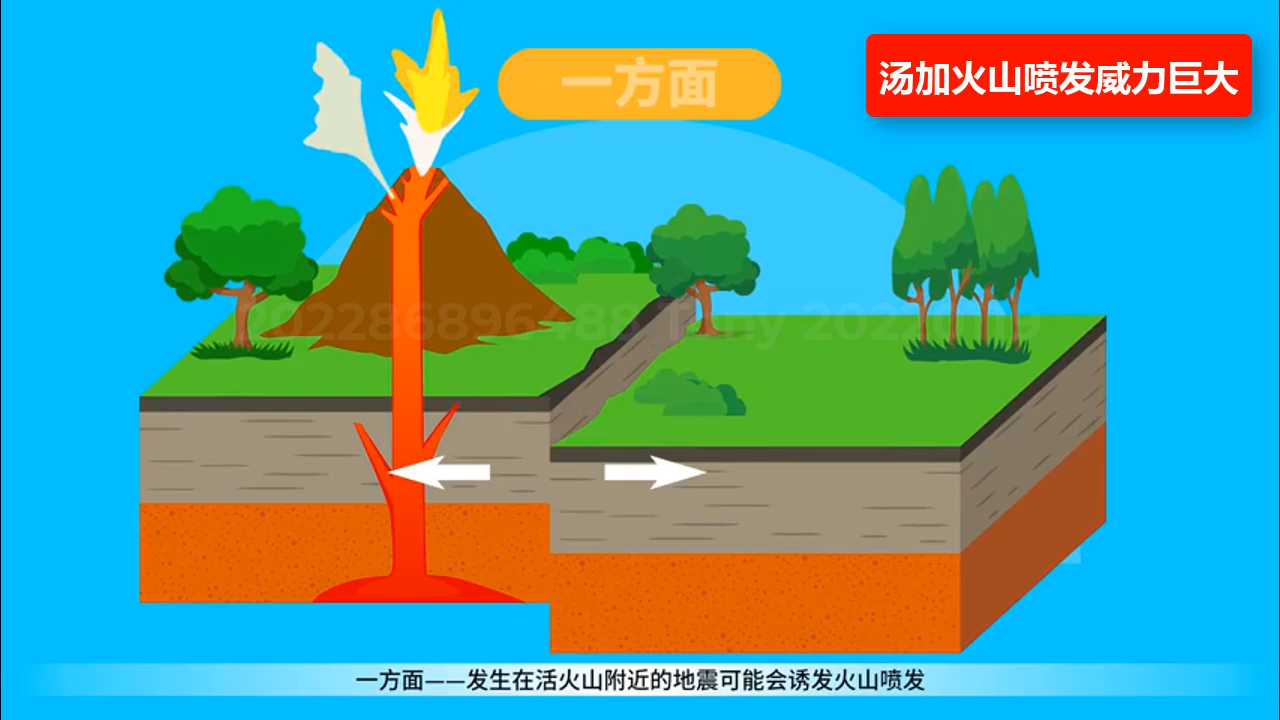 一方面
汤加火山喷发威力巨大
一方面——发生在活火山附近的地震可能会诱发火山喷发